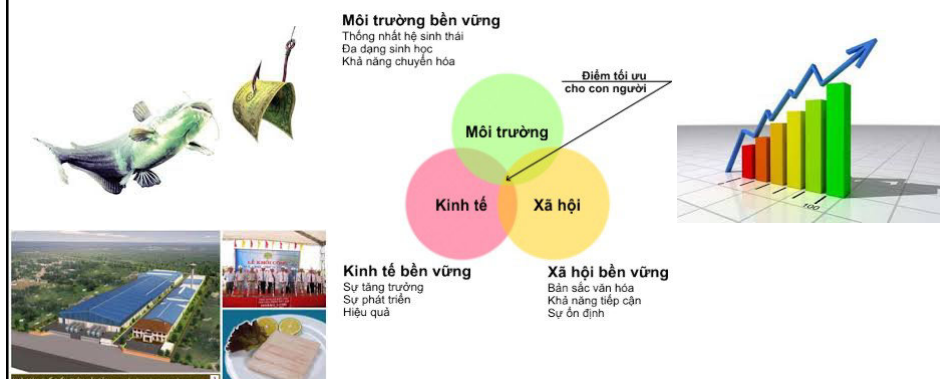 Môi trường bền vững
Thống nhất hệ sinh thái
Đa dạng sinh học
Khả năng chuyển hóa
Điểm tối ưu
cho con người
Môi trường
Kinh tế
Xã hội
Kinh tế bền vững
Sự tăng trưởng
Sự phát triển
Hiệu quả
Xã hội bền vững
Bản sắc văn hóa
Khả năng tiếp cận
Sự ổn định
LỄ KHỞI CÔNG
100